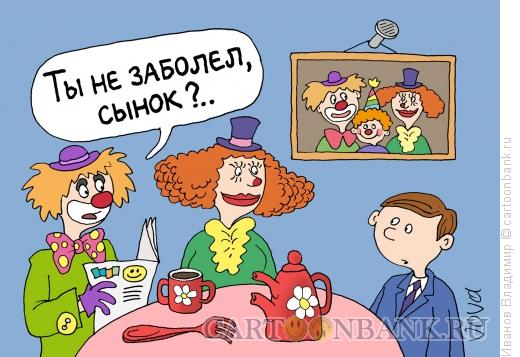 Ты не заболел,
сынок?..
CARTOONBANK.RU
Иванов Владимир © cartoonbank.ru